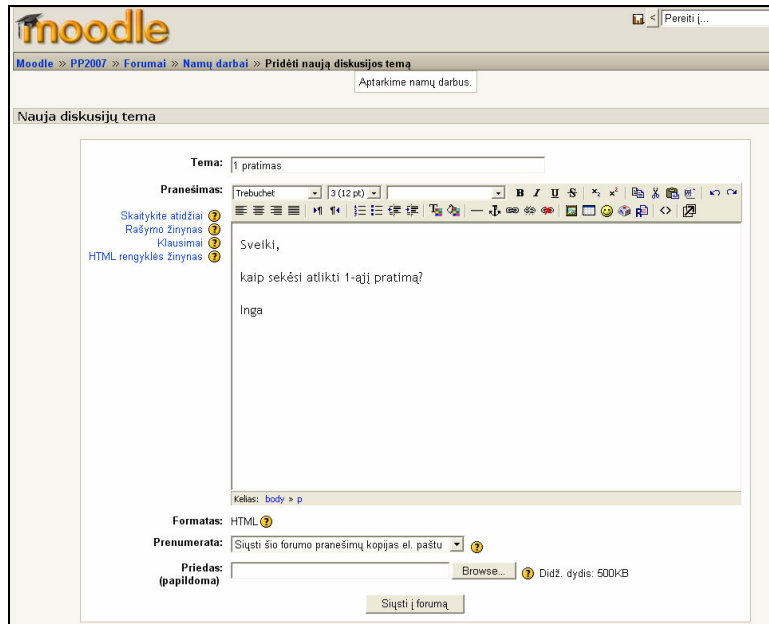 moodle
< Pereiti į...
Moodle » PP2007 » Forumai » Namų darbai » Pridėti naują diskusijos temą
Aptarkime namų darbus.
Nauja diskusijų tema
Tema: 1 pratimas
Pranešimas: Trebuchet 3 (12 pt) B I U S x₂ x²
Skaitykite atidžiai ?
Rašymo žinynas ?
Klausimai ?
HTML rengyklės žinynas ?
Sveiki,
kaip sekėsi atlikti 1-ąjį pratimą?
Inga
Kelias: body » p
Formatas: HTML ?
Prenumerata: Siųsti šio forumo pranešimų kopijas el. paštu ?
Priedas: Browse... ? Didž. dydis: 500KB
(papildoma)
Siųsti į forumą